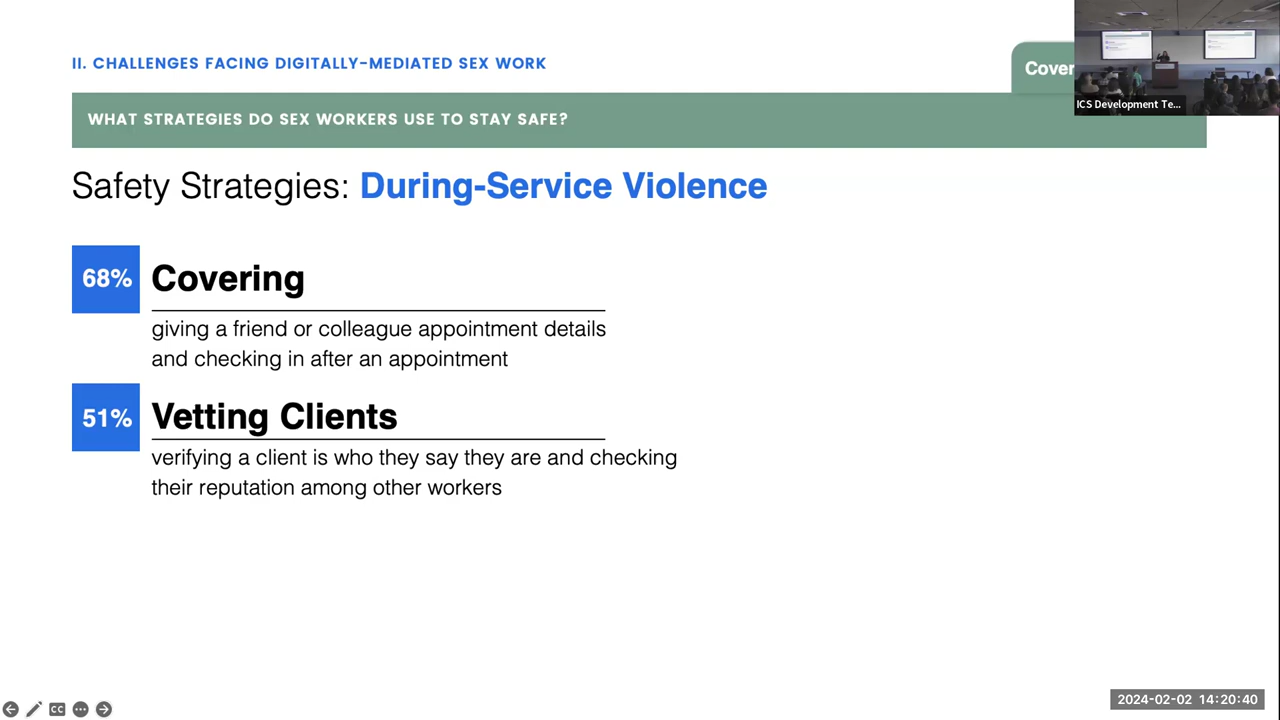 II. CHALLENGES FACING DIGITALLY-MEDIATED SEX WORK
Cover
WHAT STRATEGIES DO SEX WORKERS USE TO STAY SAFE?
ICS Development Te...
Safety Strategies: During-Service Violence
68% Covering
giving a friend or colleague appointment details
and checking in after an appointment
51% Vetting Clients
verifying a client is who they say they are and checking
their reputation among other workers
CC
2024-02-02 14:20:40